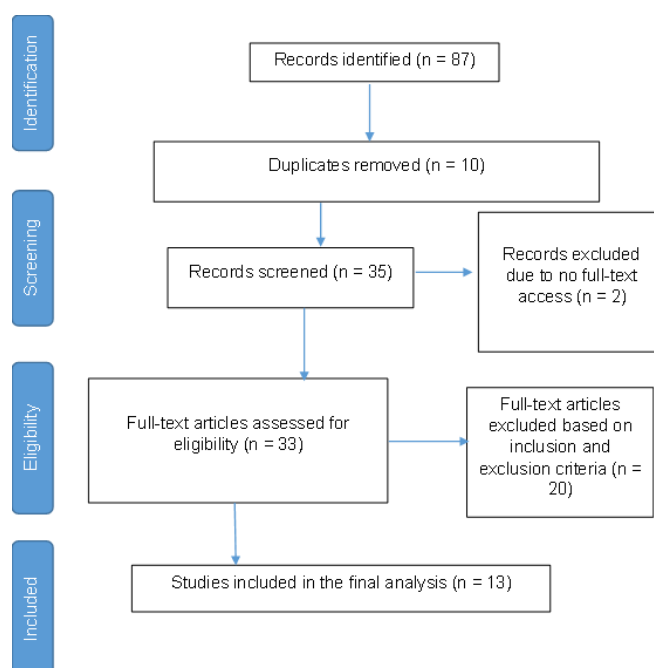 Identification
Records identified (n = 87)
Duplicates removed (n = 10)
Screening
Records screened (n = 35)
Records excluded
due to no full-text
access (n = 2)
Eligibility
Full-text articles assessed for
eligibility (n = 33)
Full-text articles
excluded based on
inclusion and
exclusion criteria (n =
20)
Included
Studies included in the final analysis (n = 13)